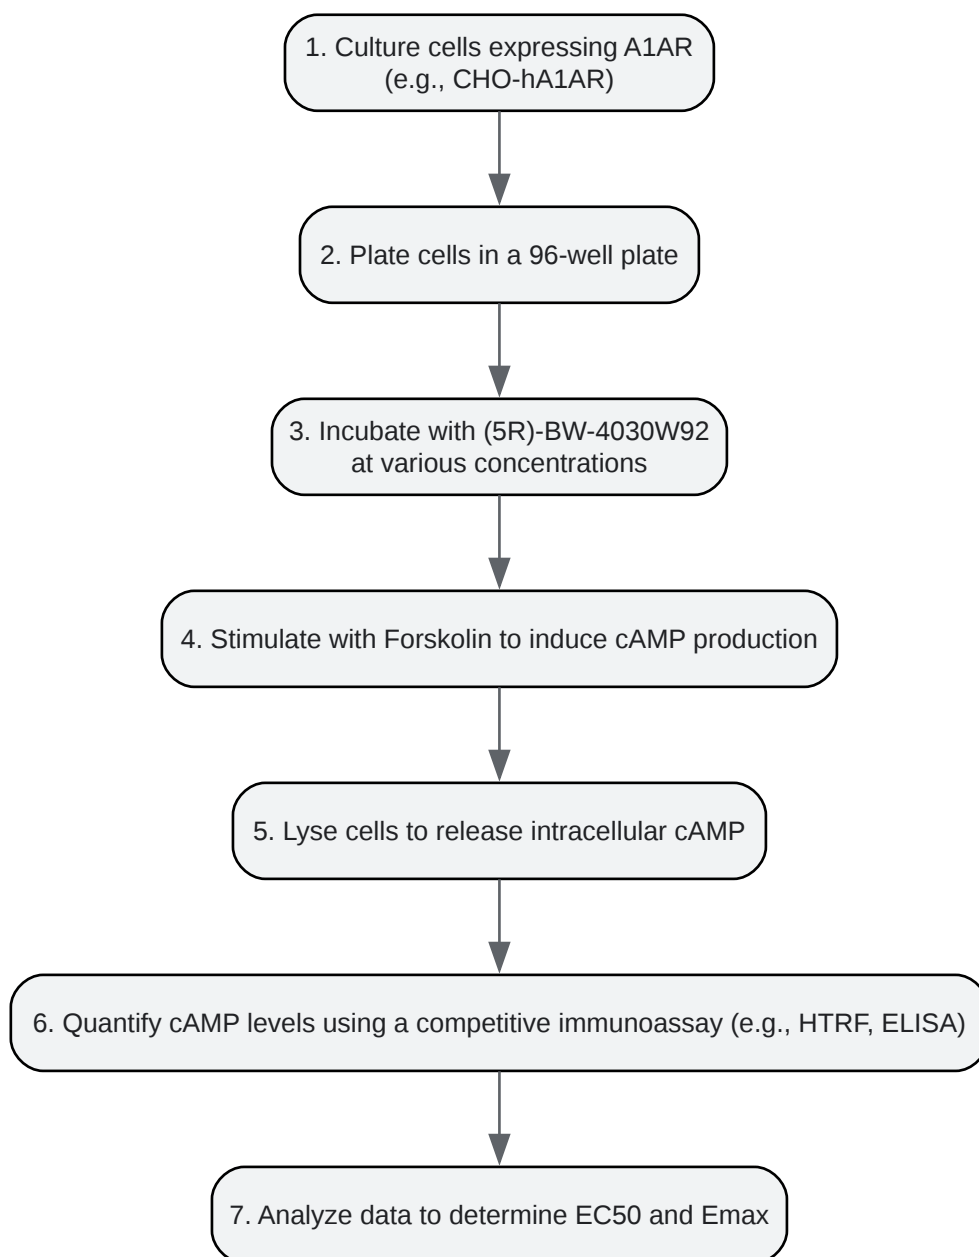 1. Culture cells expressing A1AR
(e.g., CHO-hA1AR)
2. Plate cells in a 96-well plate
3. Incubate with (5R)-BW-4030W92
at various concentrations
4. Stimulate with Forskolin to induce cAMP production
5. Lyse cells to release intracellular cAMP
6. Quantify cAMP levels using a competitive immunoassay (e.g., HTRF, ELISA)
7. Analyze data to determine EC50 and Emax